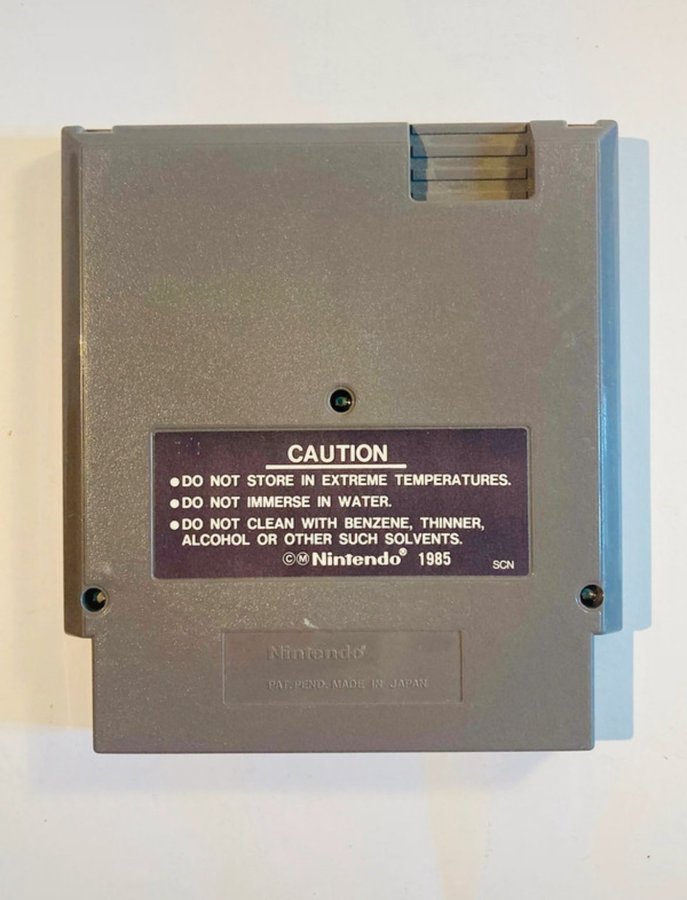 CAUTION
●DO NOT STORE IN EXTREME TEMPERATURES.
●DO NOT IMMERSE IN WATER.
●DO NOT CLEAN WITH BENZENE, THINNER,
ALCOHOL OR OTHER SUCH SOLVENTS.
©Ⓜ Nintendo® 1985
SCN
Nintendo®
PAT. PEND. MADE IN JAPAN